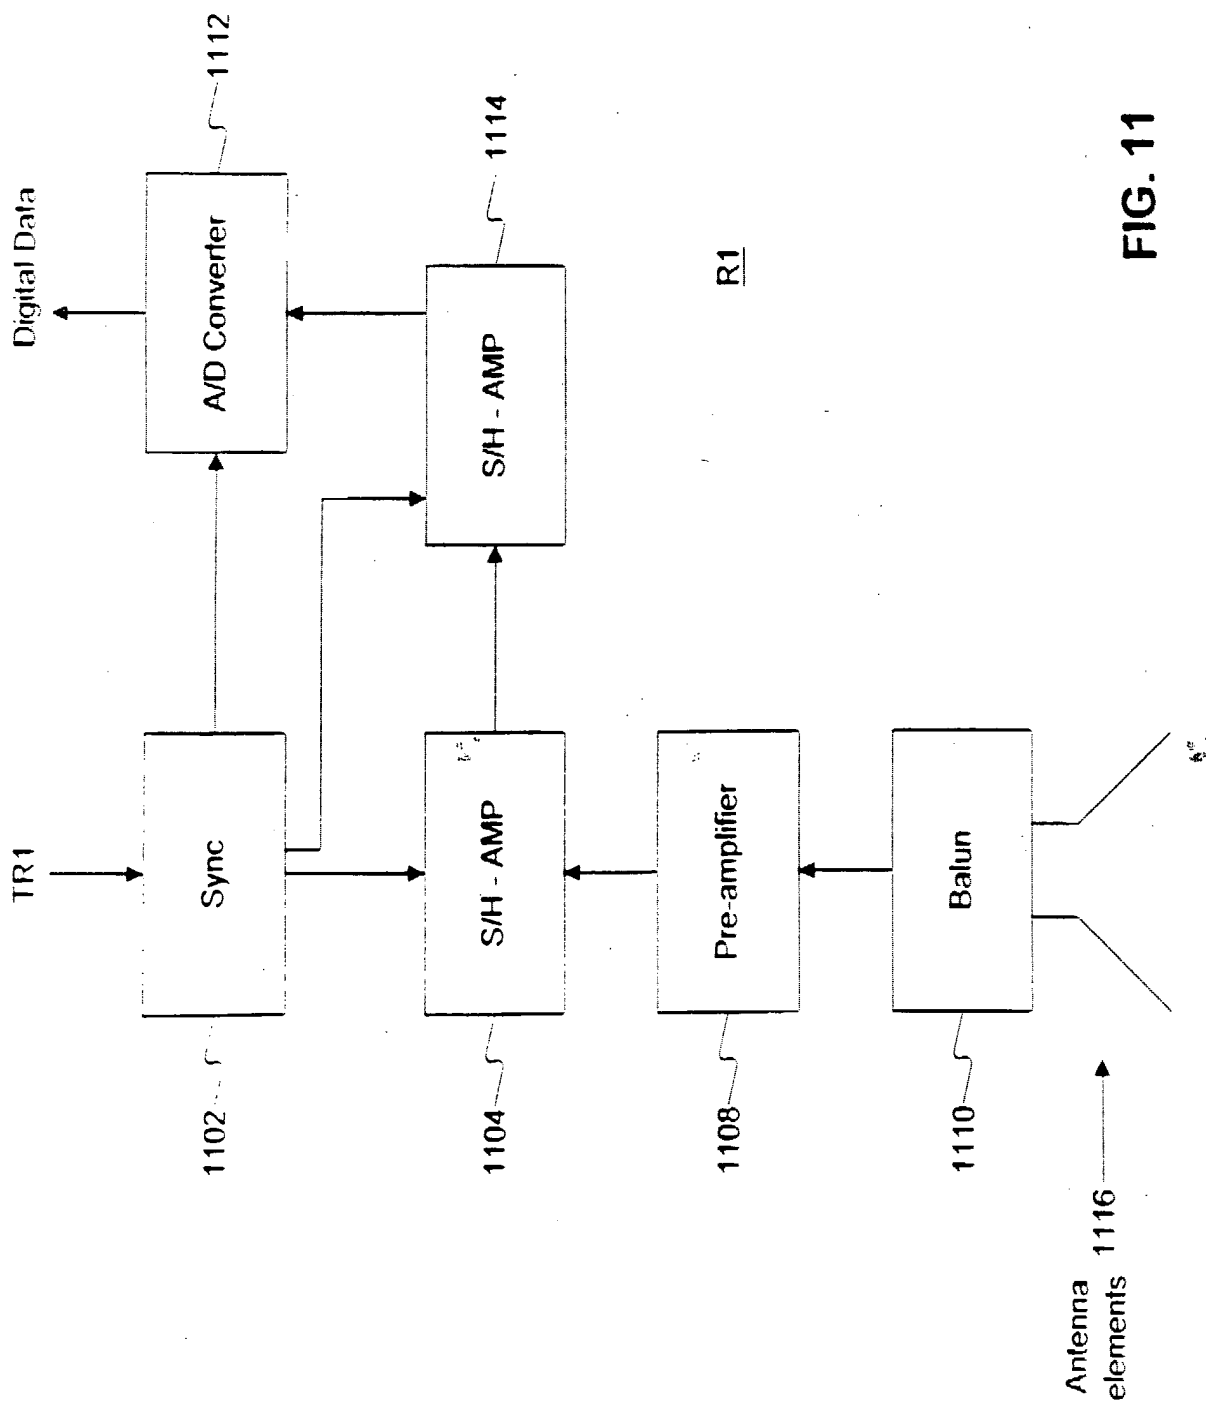 TR1
Digital Data
1102
Sync
A/D Converter
1112
1104
S/H - AMP
S/H - AMP
1114
1108
Pre-amplifier
R1
1110
Balun
Antenna
elements
1116
FIG. 11